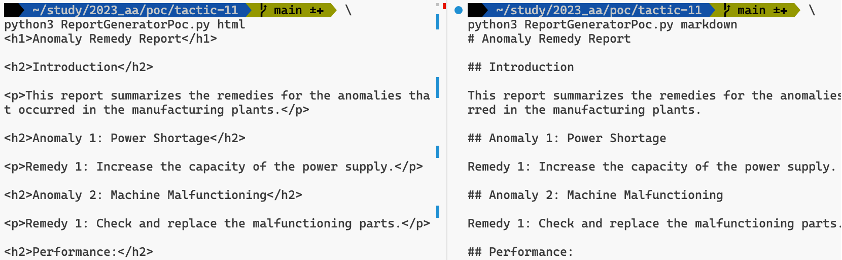 ~/study/2023_aa/poc/tactic-11 main ±✚ \
python3 ReportGeneratorPoc.py html
<h1>Anomaly Remedy Report</h1>
<h2>Introduction</h2>
<p>This report summarizes the remedies for the anomalies tha
t occurred in the manufacturing plants.</p>
<h2>Anomaly 1: Power Shortage</h2>
<p>Remedy 1: Increase the capacity of the power supply.</p>
<h2>Anomaly 2: Machine Malfunctioning</h2>
<p>Remedy 1: Check and replace the malfunctioning parts.</p>
<h2>Performance:</h2>
~/study/2023_aa/poc/tactic-11 main ±✚ \
python3 ReportGeneratorPoc.py markdown
# Anomaly Remedy Report
## Introduction
This report summarizes the remedies for the anomalies
rred in the manufacturing plants.
## Anomaly 1: Power Shortage
Remedy 1: Increase the capacity of the power supply.
## Anomaly 2: Machine Malfunctioning
Remedy 1: Check and replace the malfunctioning parts.
## Performance: